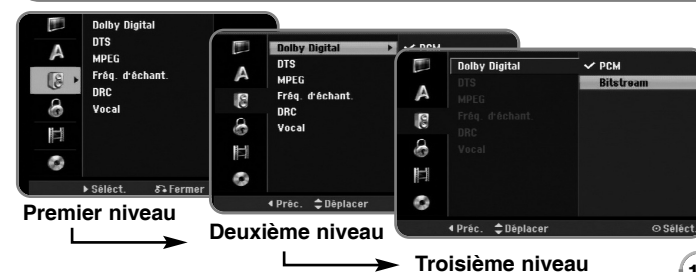 Dolby Digital
DTS
MPEG
Fréq. d'échant.
DRC
Vocal
A
Séléct. Fermer
Premier niveau
Dolby Digital PCM
DTS
MPEG
Fréq. d'échant.
DRC
Vocal
A
Préc. Déplacer
Deuxième niveau
Dolby Digital PCM
DTS Bitstream
MPEG
Fréq. d'échant.
DRC
Vocal
A
Préc. Déplacer Séléct.
Troisième niveau